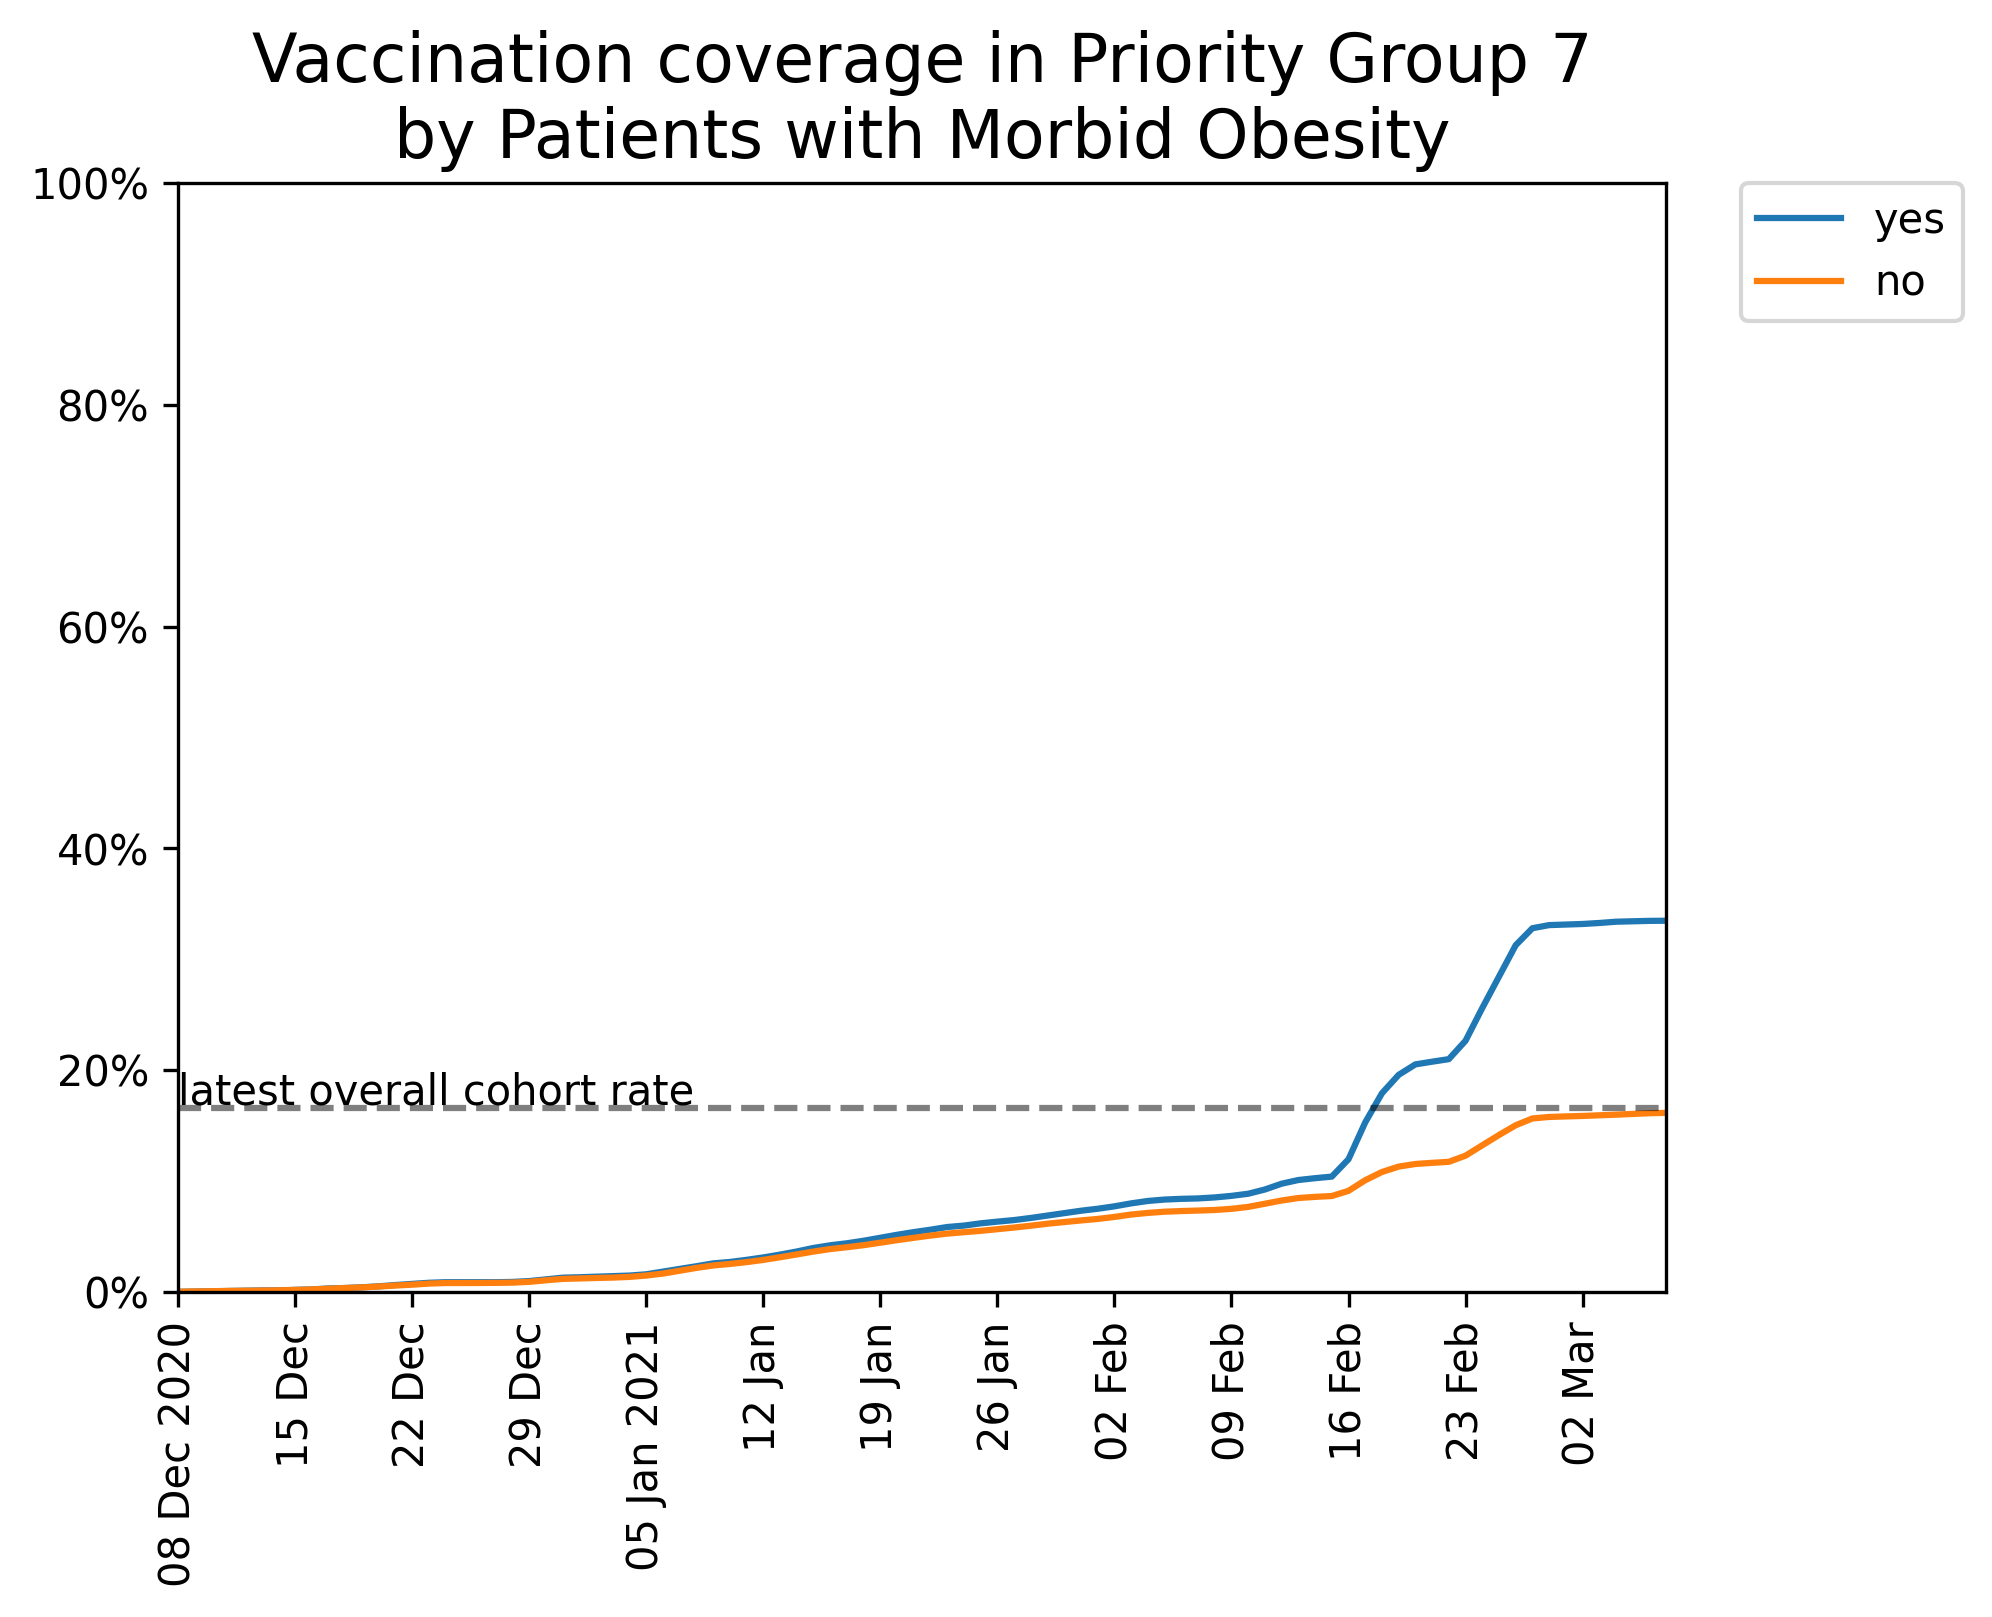 Vaccination coverage in Priority Group 7
by Patients with Morbid Obesity
100%
80%
60%
40%
20%
0%
latest overall cohort rate
yes
no
08 Dec 2020
15 Dec
22 Dec
29 Dec
05 Jan 2021
12 Jan
19 Jan
26 Jan
02 Feb
09 Feb
16 Feb
23 Feb
02 Mar